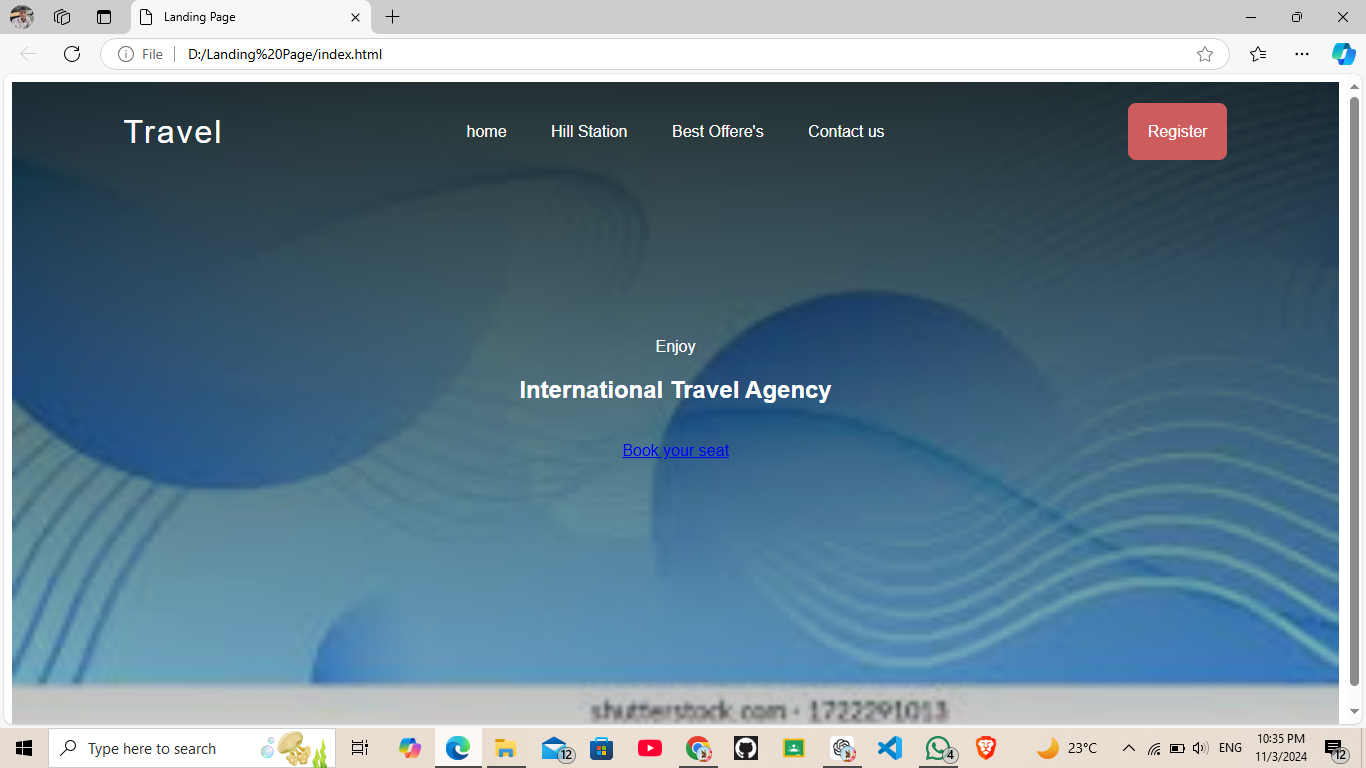 Landing Page
File
D:/Landing%20Page/index.html
Travel
home
Hill Station
Best Offere's
Contact us
Register
Enjoy
International Travel Agency
Book your seat
shutterstock.com · 1722291013
Type here to search
12
4
23°C
ENG
10:35 PM
11/3/2024
12